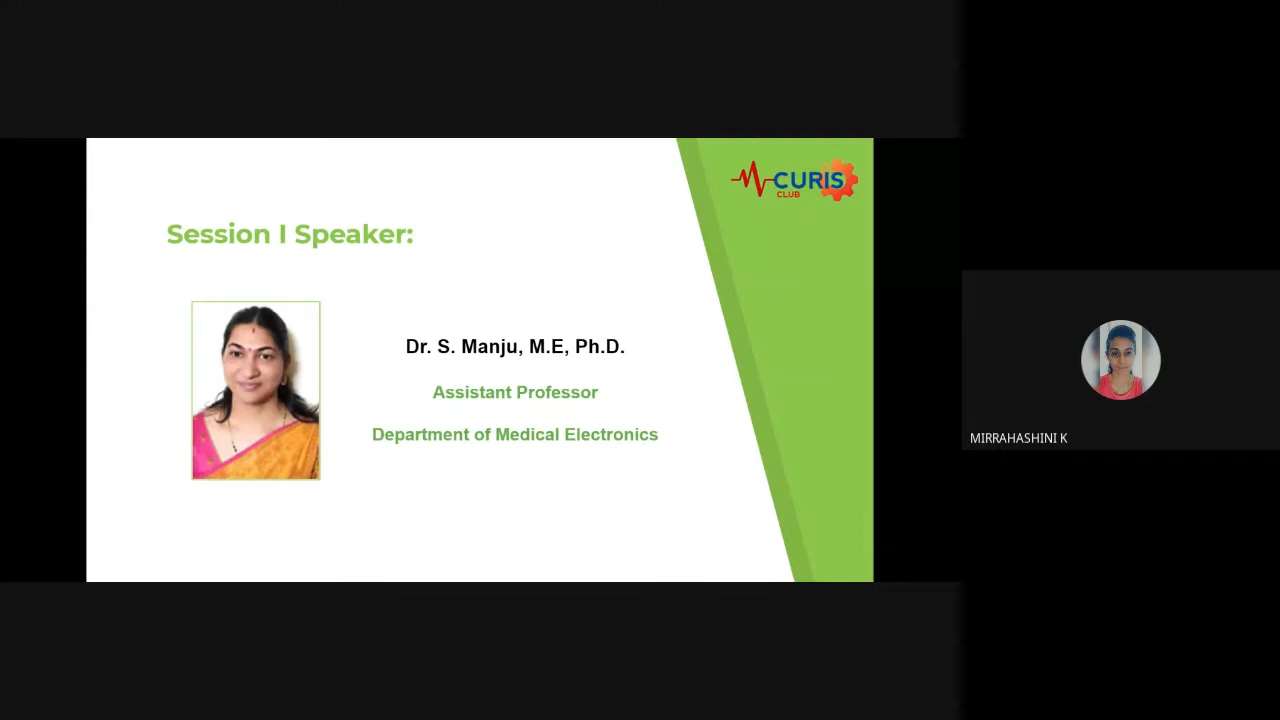 CURIS
CLUB
Session I Speaker:
Dr. S. Manju, M.E, Ph.D.
Assistant Professor
Department of Medical Electronics
MIRRAHASHINI K